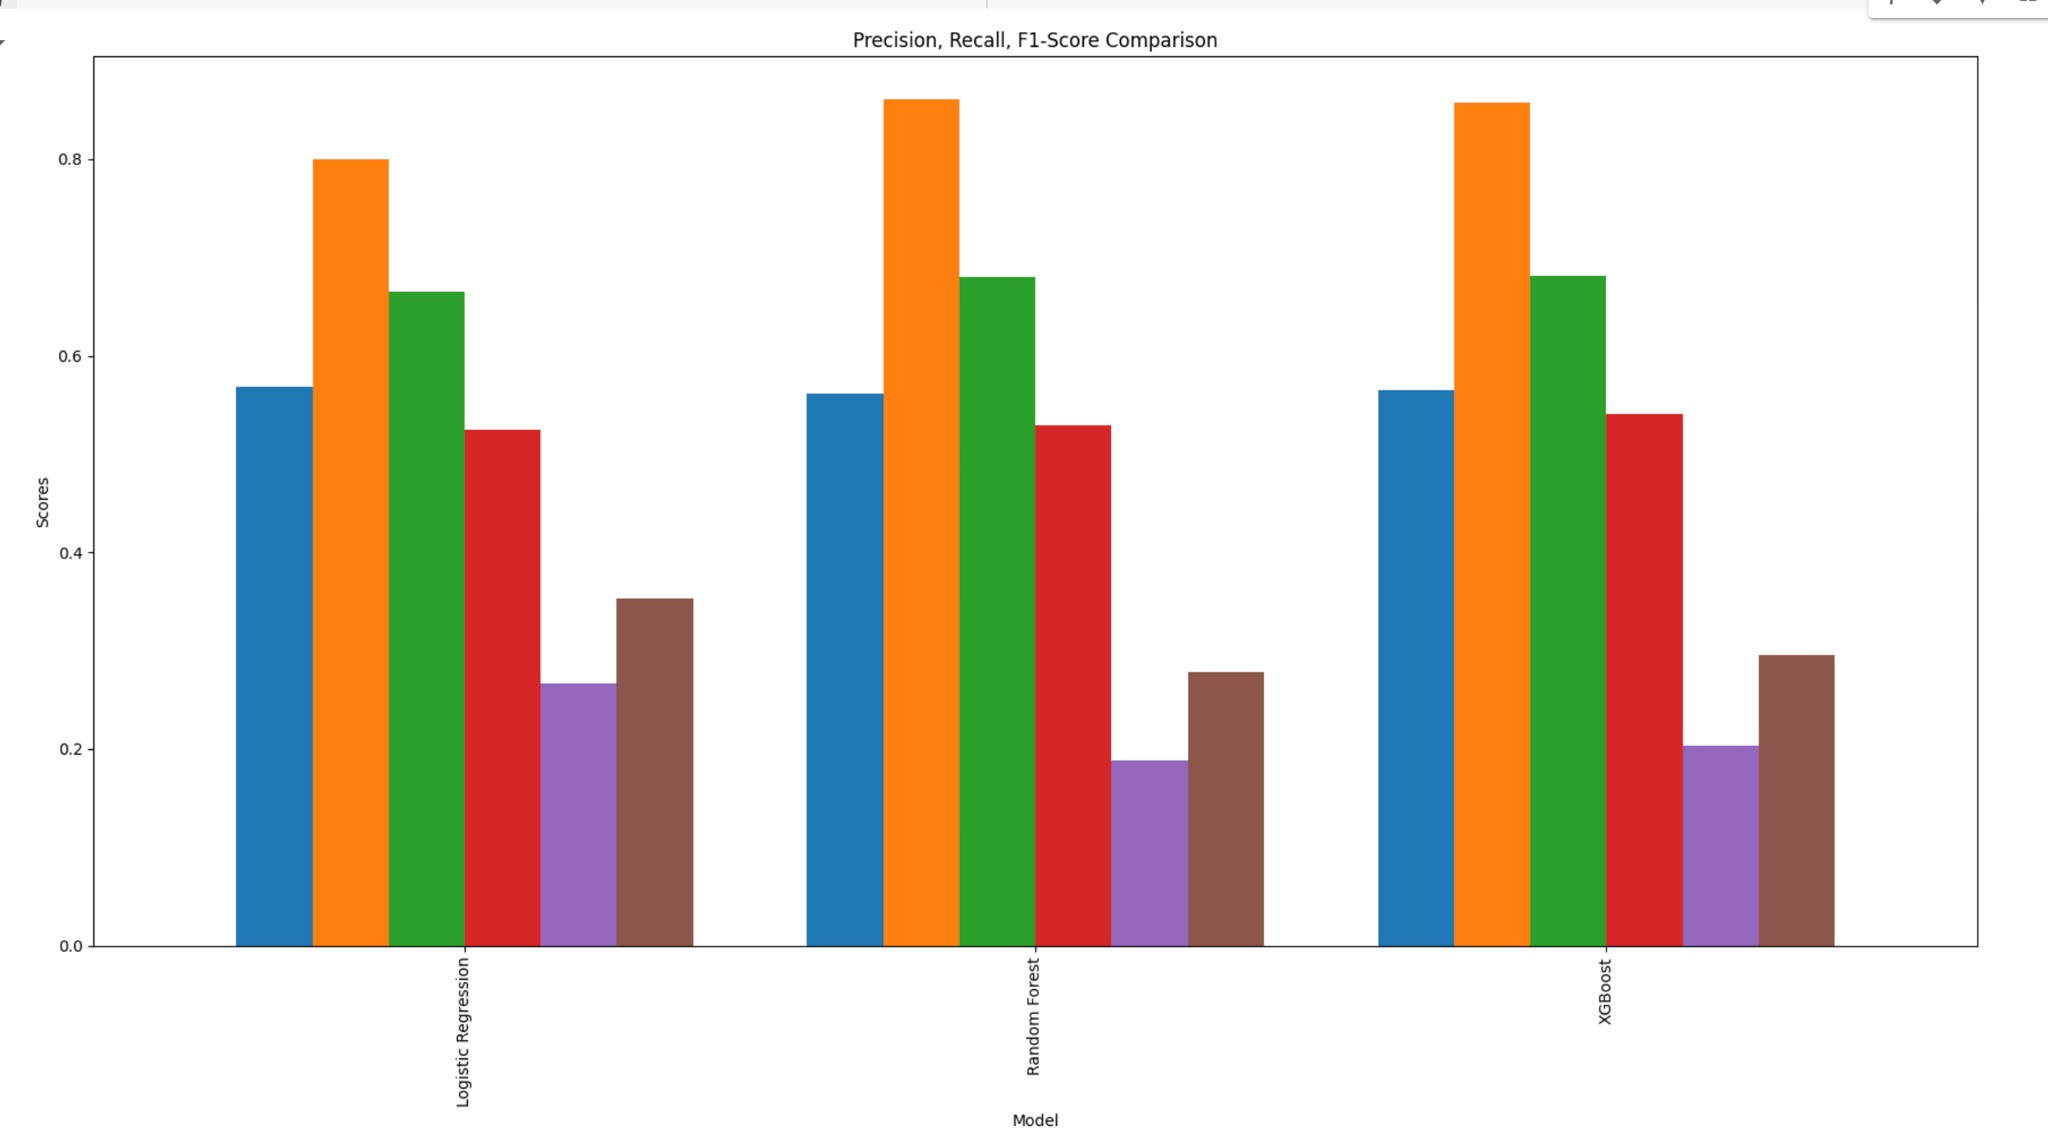 Precision, Recall, F1-Score Comparison
Scores
0.8
0.6
0.4
0.2
0.0
Logistic Regression
Random Forest
XGBoost
Model